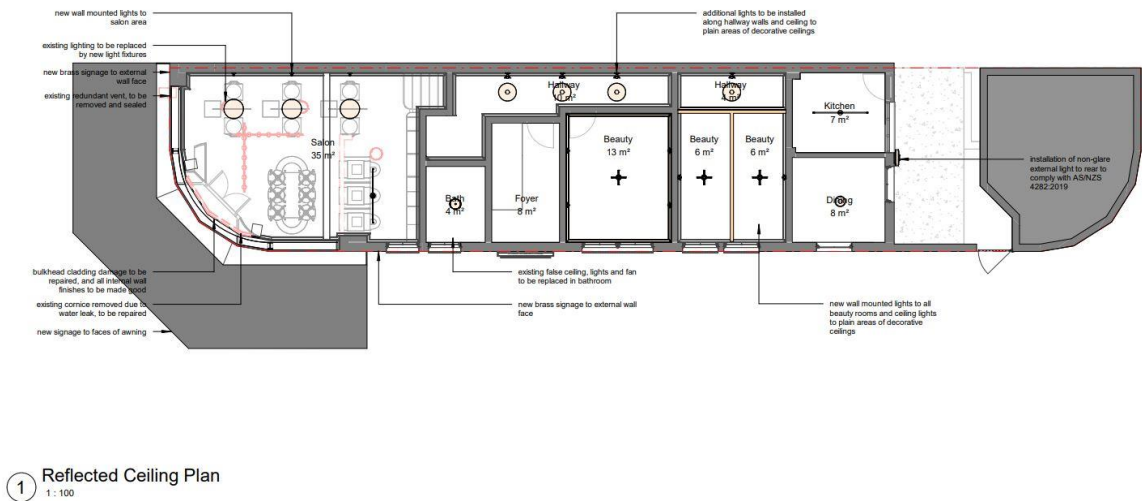 new wall mounted lights to
salon area
additional lights to be installed
along hallway walls and ceiling to
plain areas of decorative ceilings
existing lighting to be replaced
by new light fixtures
new brass signage to external
wall face
existing redundant vent, to be
removed and sealed
Hallway
10 m²
Hallway
4 m²
Kitchen
7 m²
Salon
35 m²
Beauty
13 m²
Beauty
6 m²
Beauty
6 m²
installation of non-glare
external light to rear to
comply with AS/NZS
4282:2019
Bath
4 m²
Foyer
8 m²
Dining
8 m²
bulkhead cladding damage to be
repaired, and all internal wall
finishes to be made good
existing cornice removed due to
water leak, to be repaired
new signage to faces of awning
existing false ceiling, lights and fan
to be replaced in bathroom
new brass signage to external wall
face
new wall mounted lights to all
beauty rooms and ceiling lights
to plain areas of decorative
ceilings
1
Reflected Ceiling Plan
1 : 100